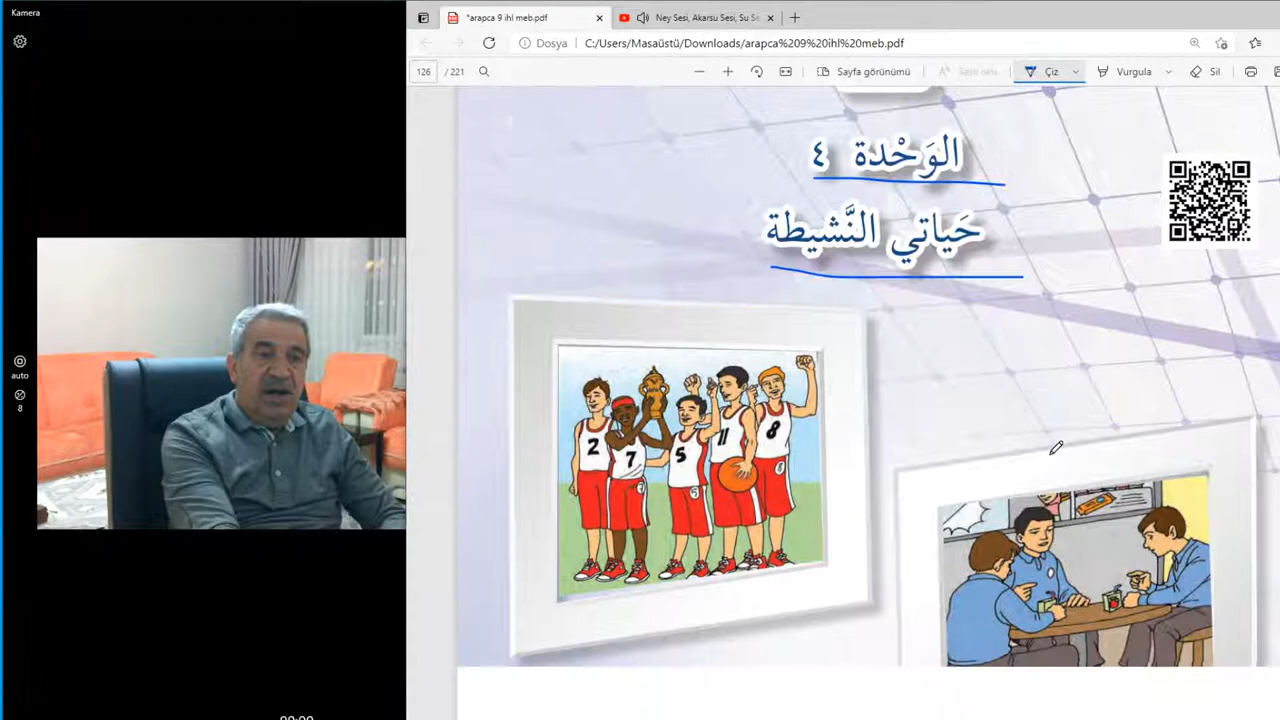 Kamera
*arapca 9 ihl meb.pdf
Ney Sesi, Akarsu Sesi, Su Se
Dosya
C:/Users/Masaüstü/Downloads/arapca%209%20ihl%20meb.pdf
126 / 221
Sayfa görünümü
Çiz
Vurgula
Sil
الوَحْدة ٤
حَياتي النَّشيطة
auto
8
2
7
5
11
8